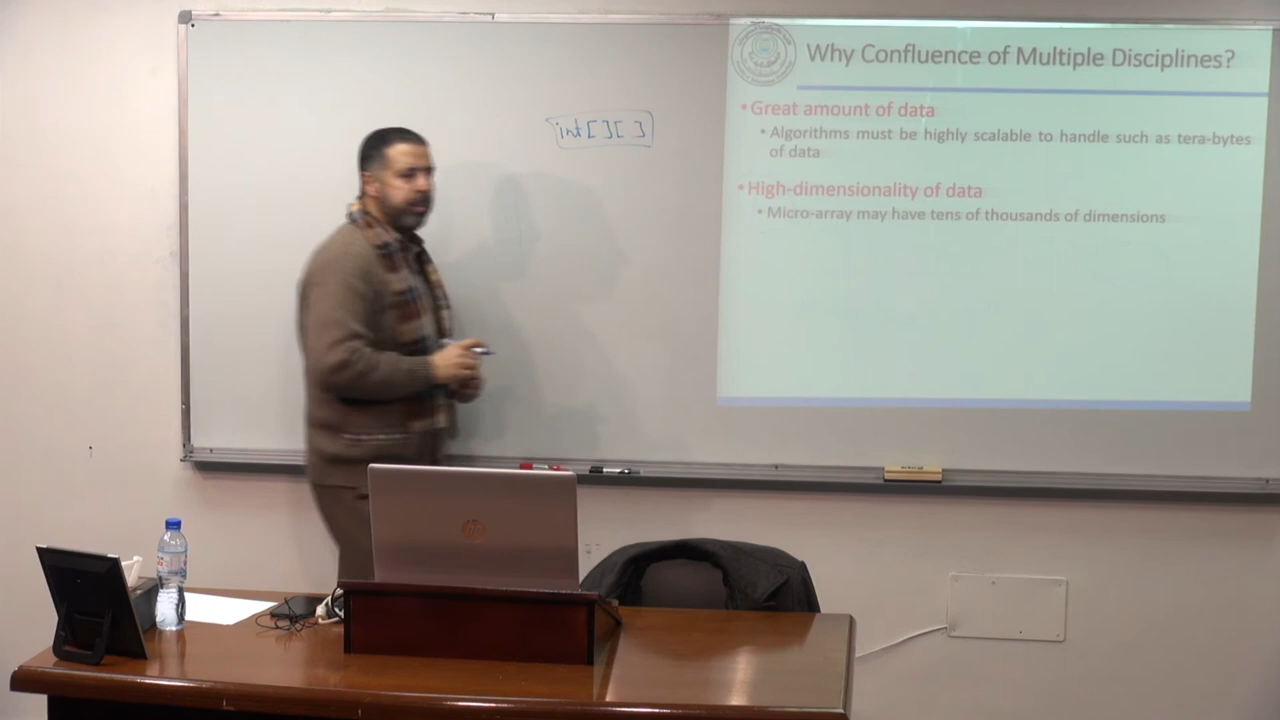 int[ ][ ]
Why Confluence of Multiple Disciplines?
•Great amount of data
• Algorithms must be highly scalable to handle such as tera-bytes
of data
•High-dimensionality of data
• Micro-array may have tens of thousands of dimensions
hp